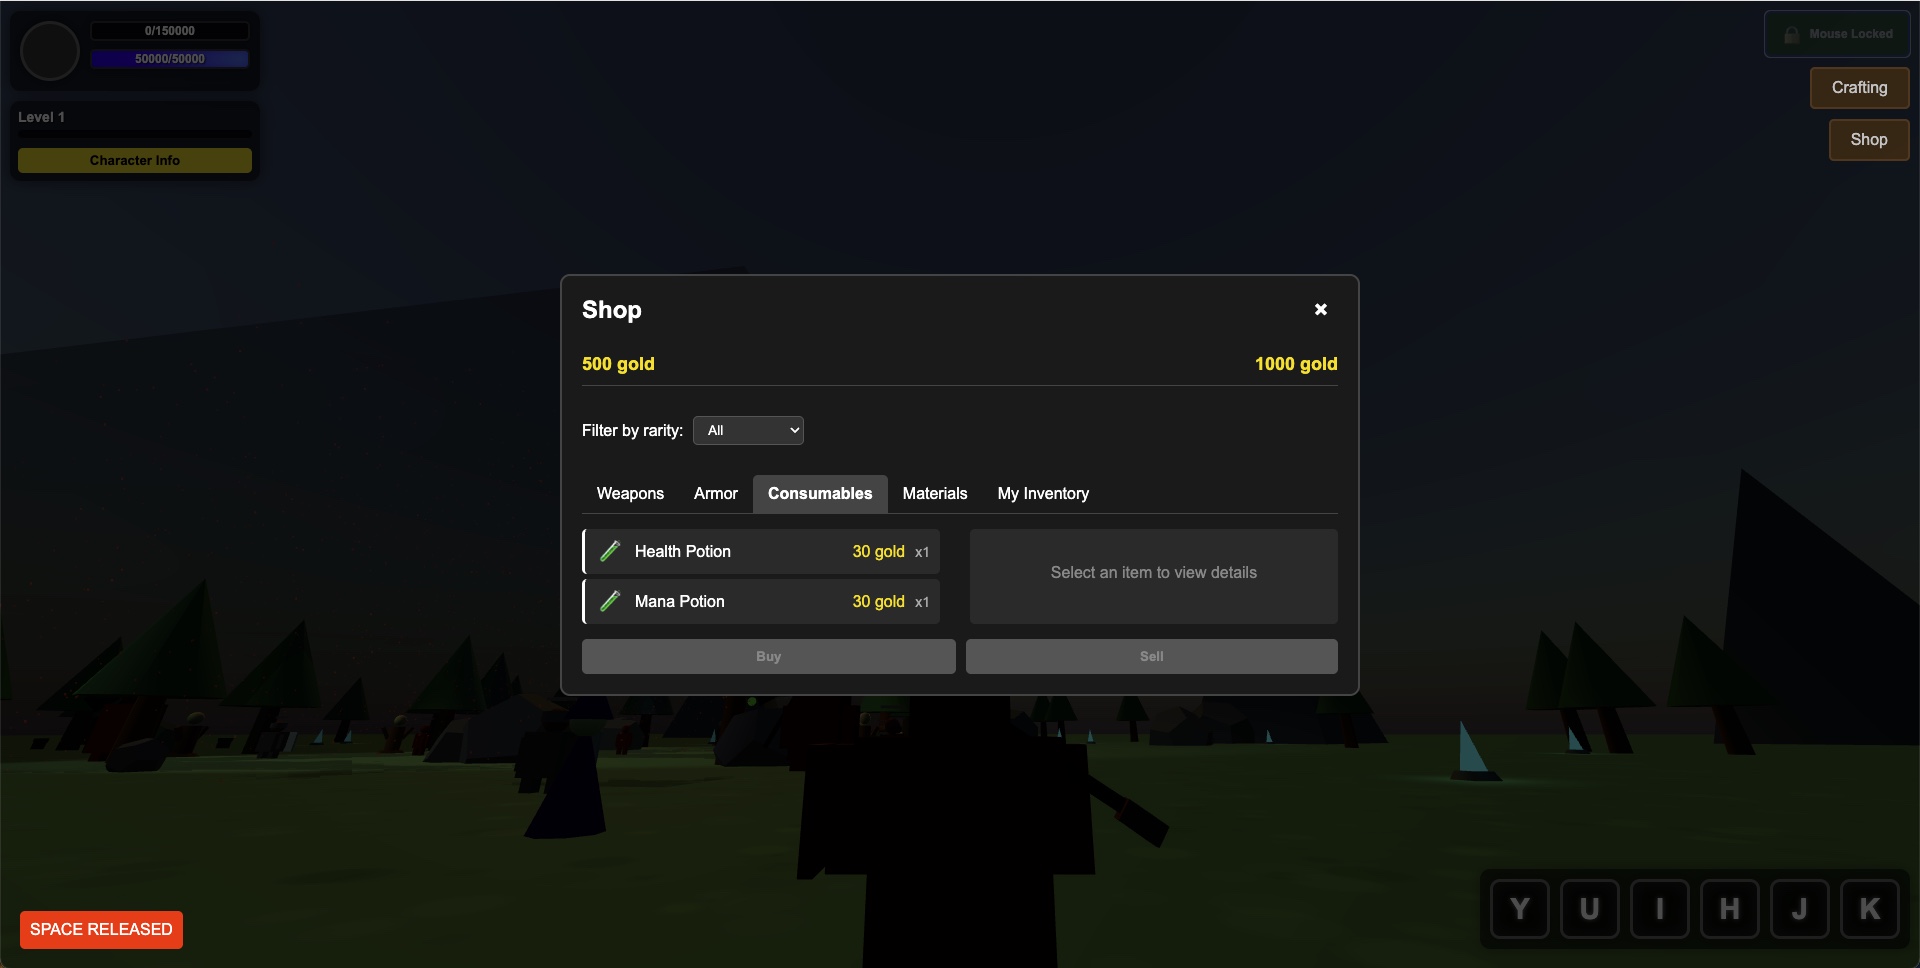 0/150000
50000/50000
Level 1
Character Info
Mouse Locked
Crafting
Shop
Shop
×
500 gold
1000 gold
Filter by rarity: All
Weapons Armor Consumables Materials My Inventory
Health Potion 30 gold x1
Mana Potion 30 gold x1
Select an item to view details
Buy
Sell
SPACE RELEASED
Y U I H J K